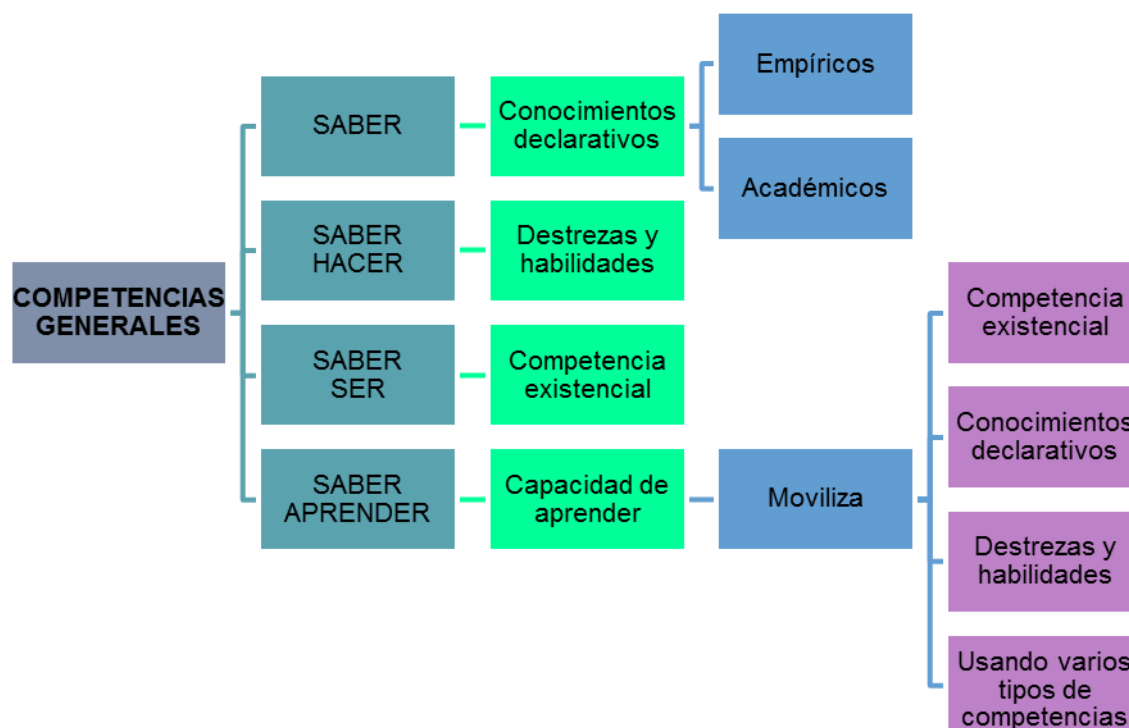 COMPETENCIAS
GENERALES
SABER
Conocimientos
declarativos
Empíricos
Académicos
SABER
HACER
Destrezas y
habilidades
SABER
SER
Competencia
existencial
SABER
APRENDER
Capacidad de
aprender
Moviliza
Competencia
existencial
Conocimientos
declarativos
Destrezas y
habilidades
Usando varios
tipos de
competencias